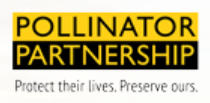 POLLINATOR
PARTNERSHIP
Protect their lives. Preserve ours.